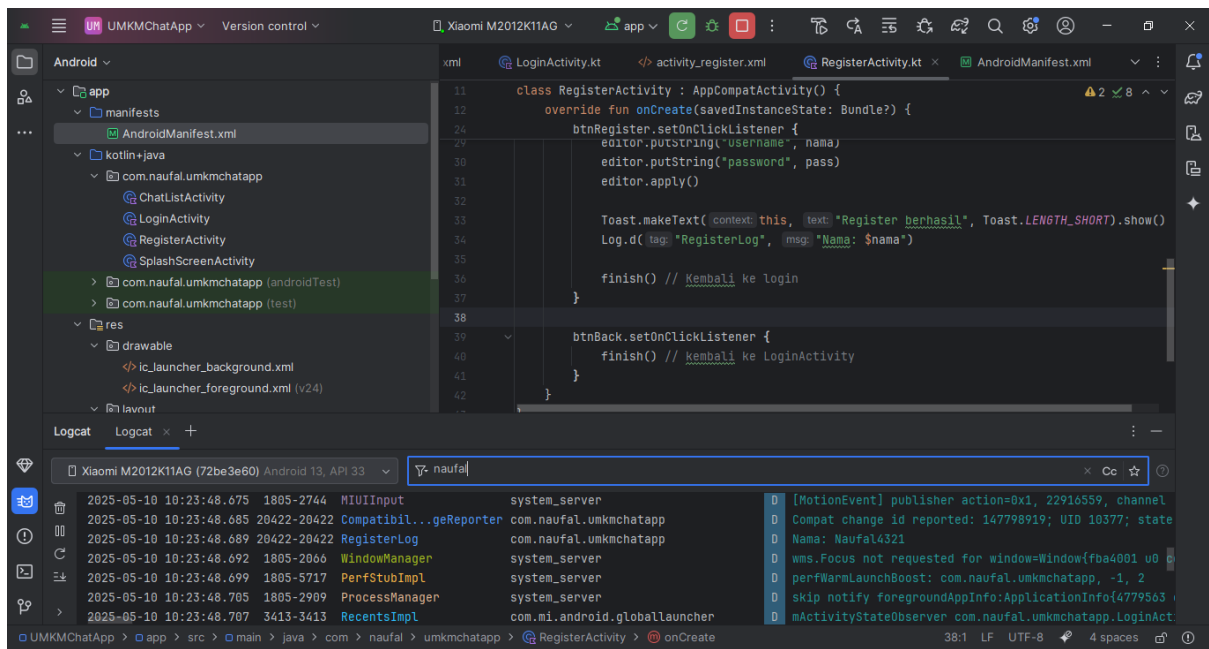 UM UMKMChatApp Version control Xiaomi M2012K11AG app
Android
xml LoginActivity.kt activity_register.xml RegisterActivity.kt AndroidManifest.xml
app
manifests
AndroidManifest.xml
kotlin+java
com.naufal.umkmchatapp
ChatListActivity
LoginActivity
RegisterActivity
SplashScreenActivity
com.naufal.umkmchatapp (androidTest)
com.naufal.umkmchatapp (test)
res
drawable
ic_launcher_background.xml
ic_launcher_foreground.xml (v24)
layout
2 8
11 class RegisterActivity : AppCompatActivity() {
12 override fun onCreate(savedInstanceState: Bundle?) {
24 btnRegister.setOnClickListener {
29 editor.putString("username", nama)
30 editor.putString("password", pass)
31 editor.apply()
32
33 Toast.makeText( context: this, text: "Register berhasil", Toast.LENGTH_SHORT).show()
34 Log.d( tag: "RegisterLog", msg: "Nama: $nama")
35
36 finish() // Kembali ke login
37 }
38
39 btnBack.setOnClickListener {
40 finish() // kembali ke LoginActivity
41 }
42 }
Logcat Logcat
Xiaomi M2012K11AG (72be3e60) Android 13, API 33 naufal Cc
2025-05-10 10:23:48.675 1805-2744 MIUIInput system_server D [MotionEvent] publisher action=0x1, 22916559, channel
2025-05-10 10:23:48.685 20422-20422 Compatibil...geReporter com.naufal.umkmchatapp D Compat change id reported: 147798919; UID 10377; state
2025-05-10 10:23:48.689 20422-20422 RegisterLog com.naufal.umkmchatapp D Nama: Naufal4321
2025-05-10 10:23:48.692 1805-2066 WindowManager system_server D wms.Focus not requested for window=Window{fba4001 u0
2025-05-10 10:23:48.699 1805-5717 PerfStubImpl system_server D perfWarmLaunchBoost: com.naufal.umkmchatapp, -1, 2
2025-05-10 10:23:48.705 1805-2909 ProcessManager system_server D skip notify foregroundAppInfo:ApplicationInfo{4779563
2025-05-10 10:23:48.707 3413-3413 RecentsImpl com.mi.android.globallauncher D mActivityStateObserver com.naufal.umkmchatapp.LoginAct
UMKMChatApp > app > src > main > java > com > naufal > umkmchatapp > RegisterActivity > onCreate 38:1 LF UTF-8 4 spaces